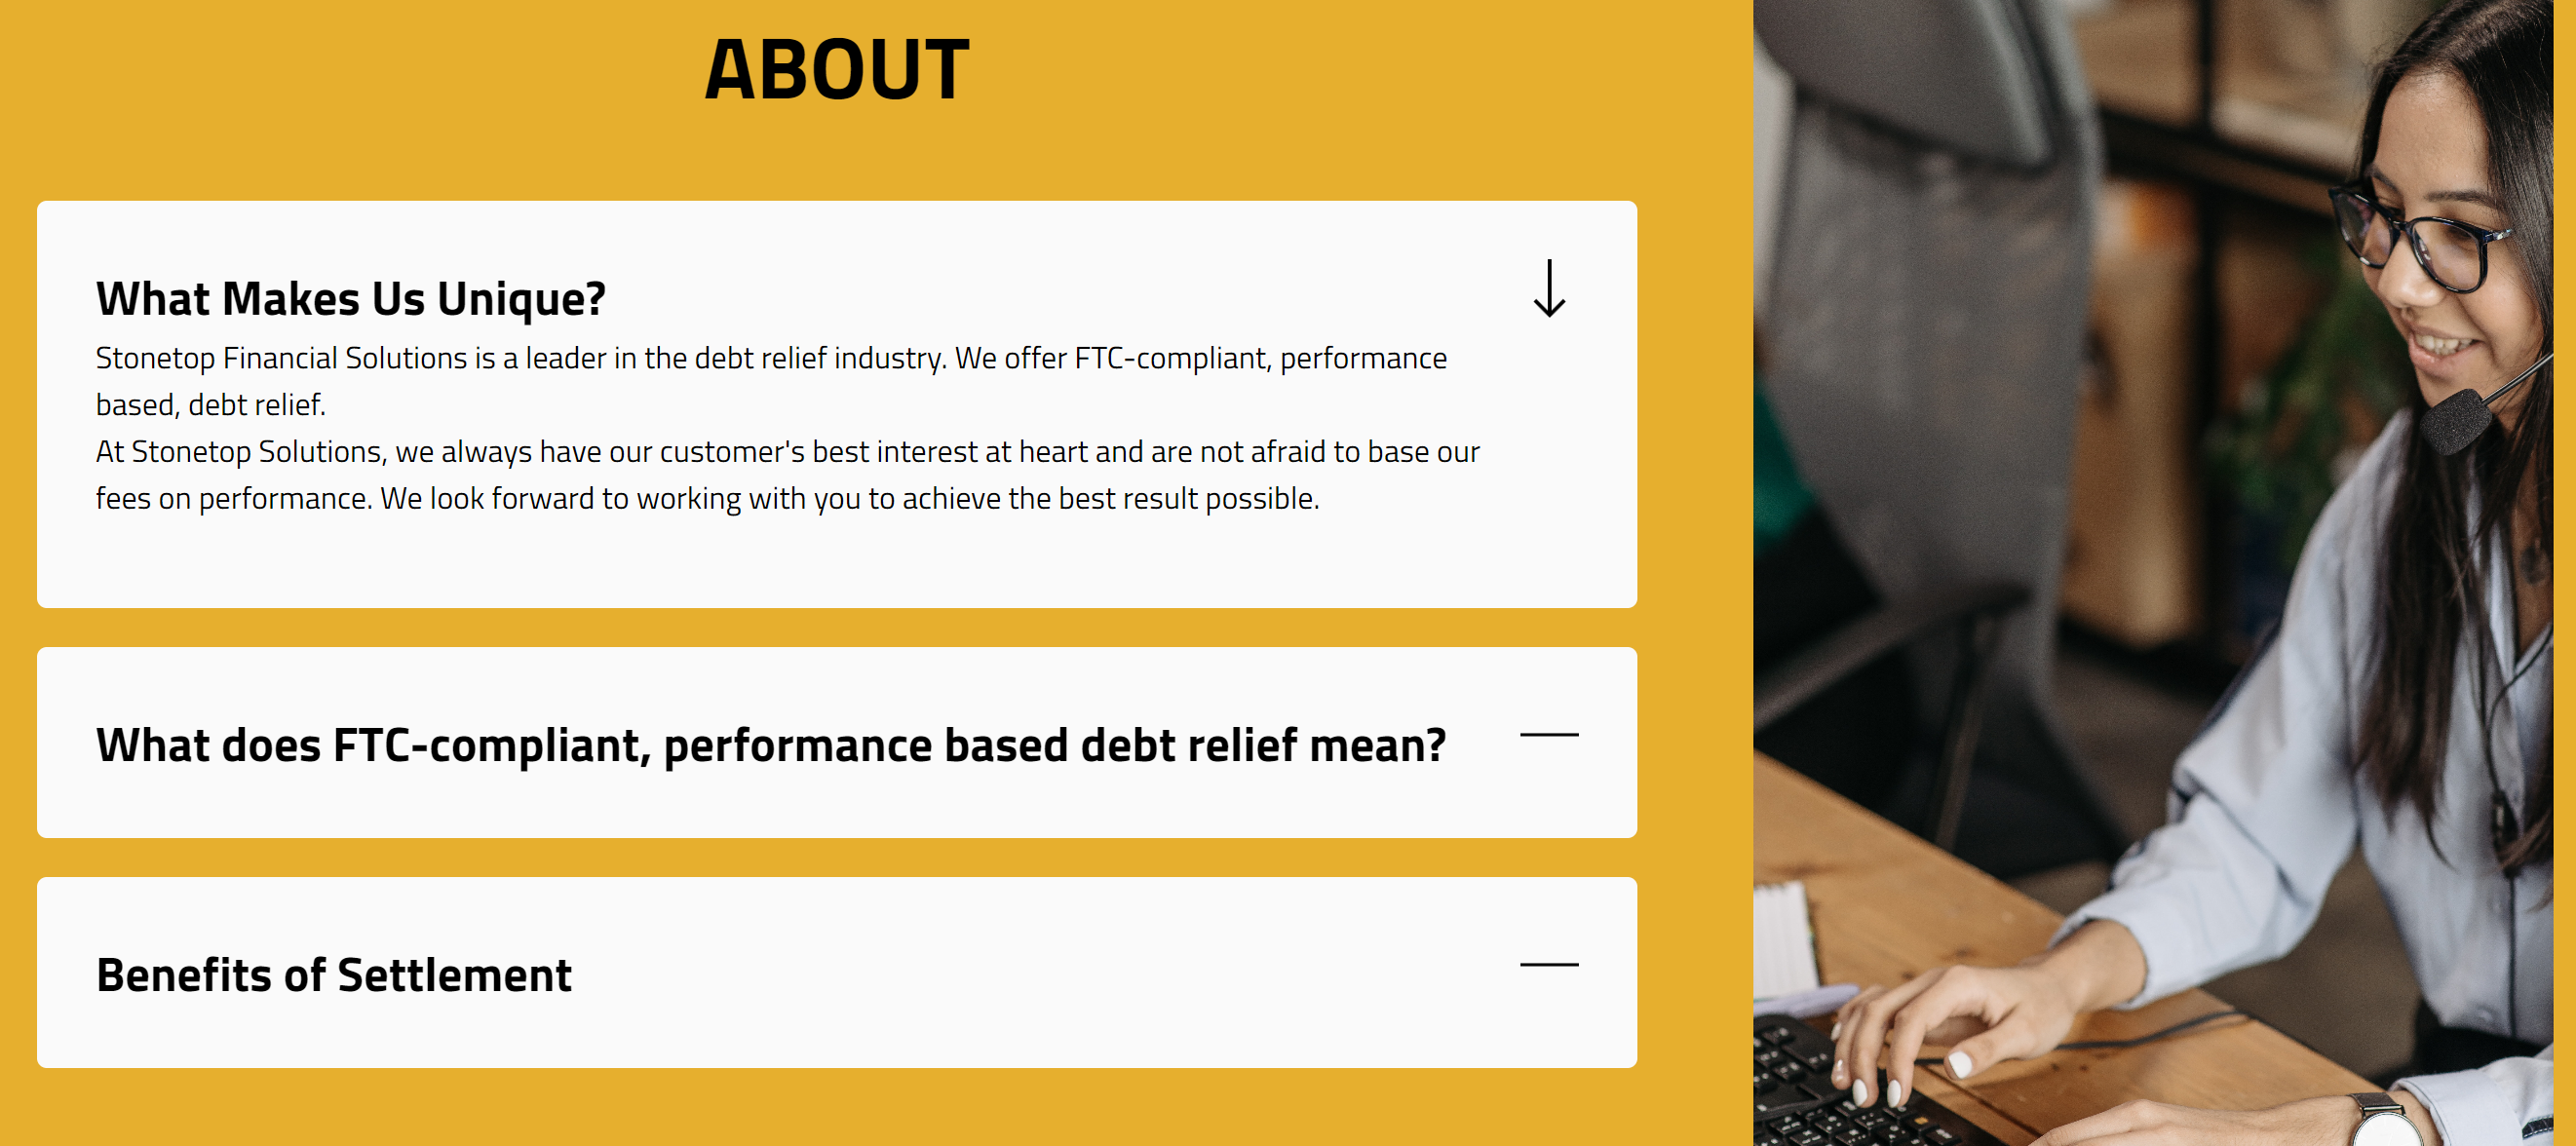 ABOUT
What Makes Us Unique?
Stonetop Financial Solutions is a leader in the debt relief industry. We offer FTC-compliant, performance
based, debt relief.
At Stonetop Solutions, we always have our customer's best interest at heart and are not afraid to base our
fees on performance. We look forward to working with you to achieve the best result possible.
What does FTC-compliant, performance based debt relief mean?
Benefits of Settlement